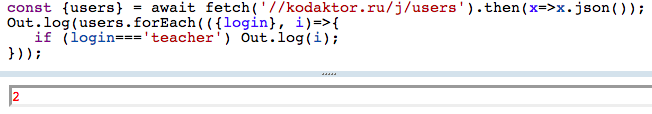 const {users} = await fetch('//kodaktor.ru/j/users').then(x=>x.json());
Out.log(users.forEach(({login}, i)=>{
   if (login==='teacher') Out.log(i);
}));
2